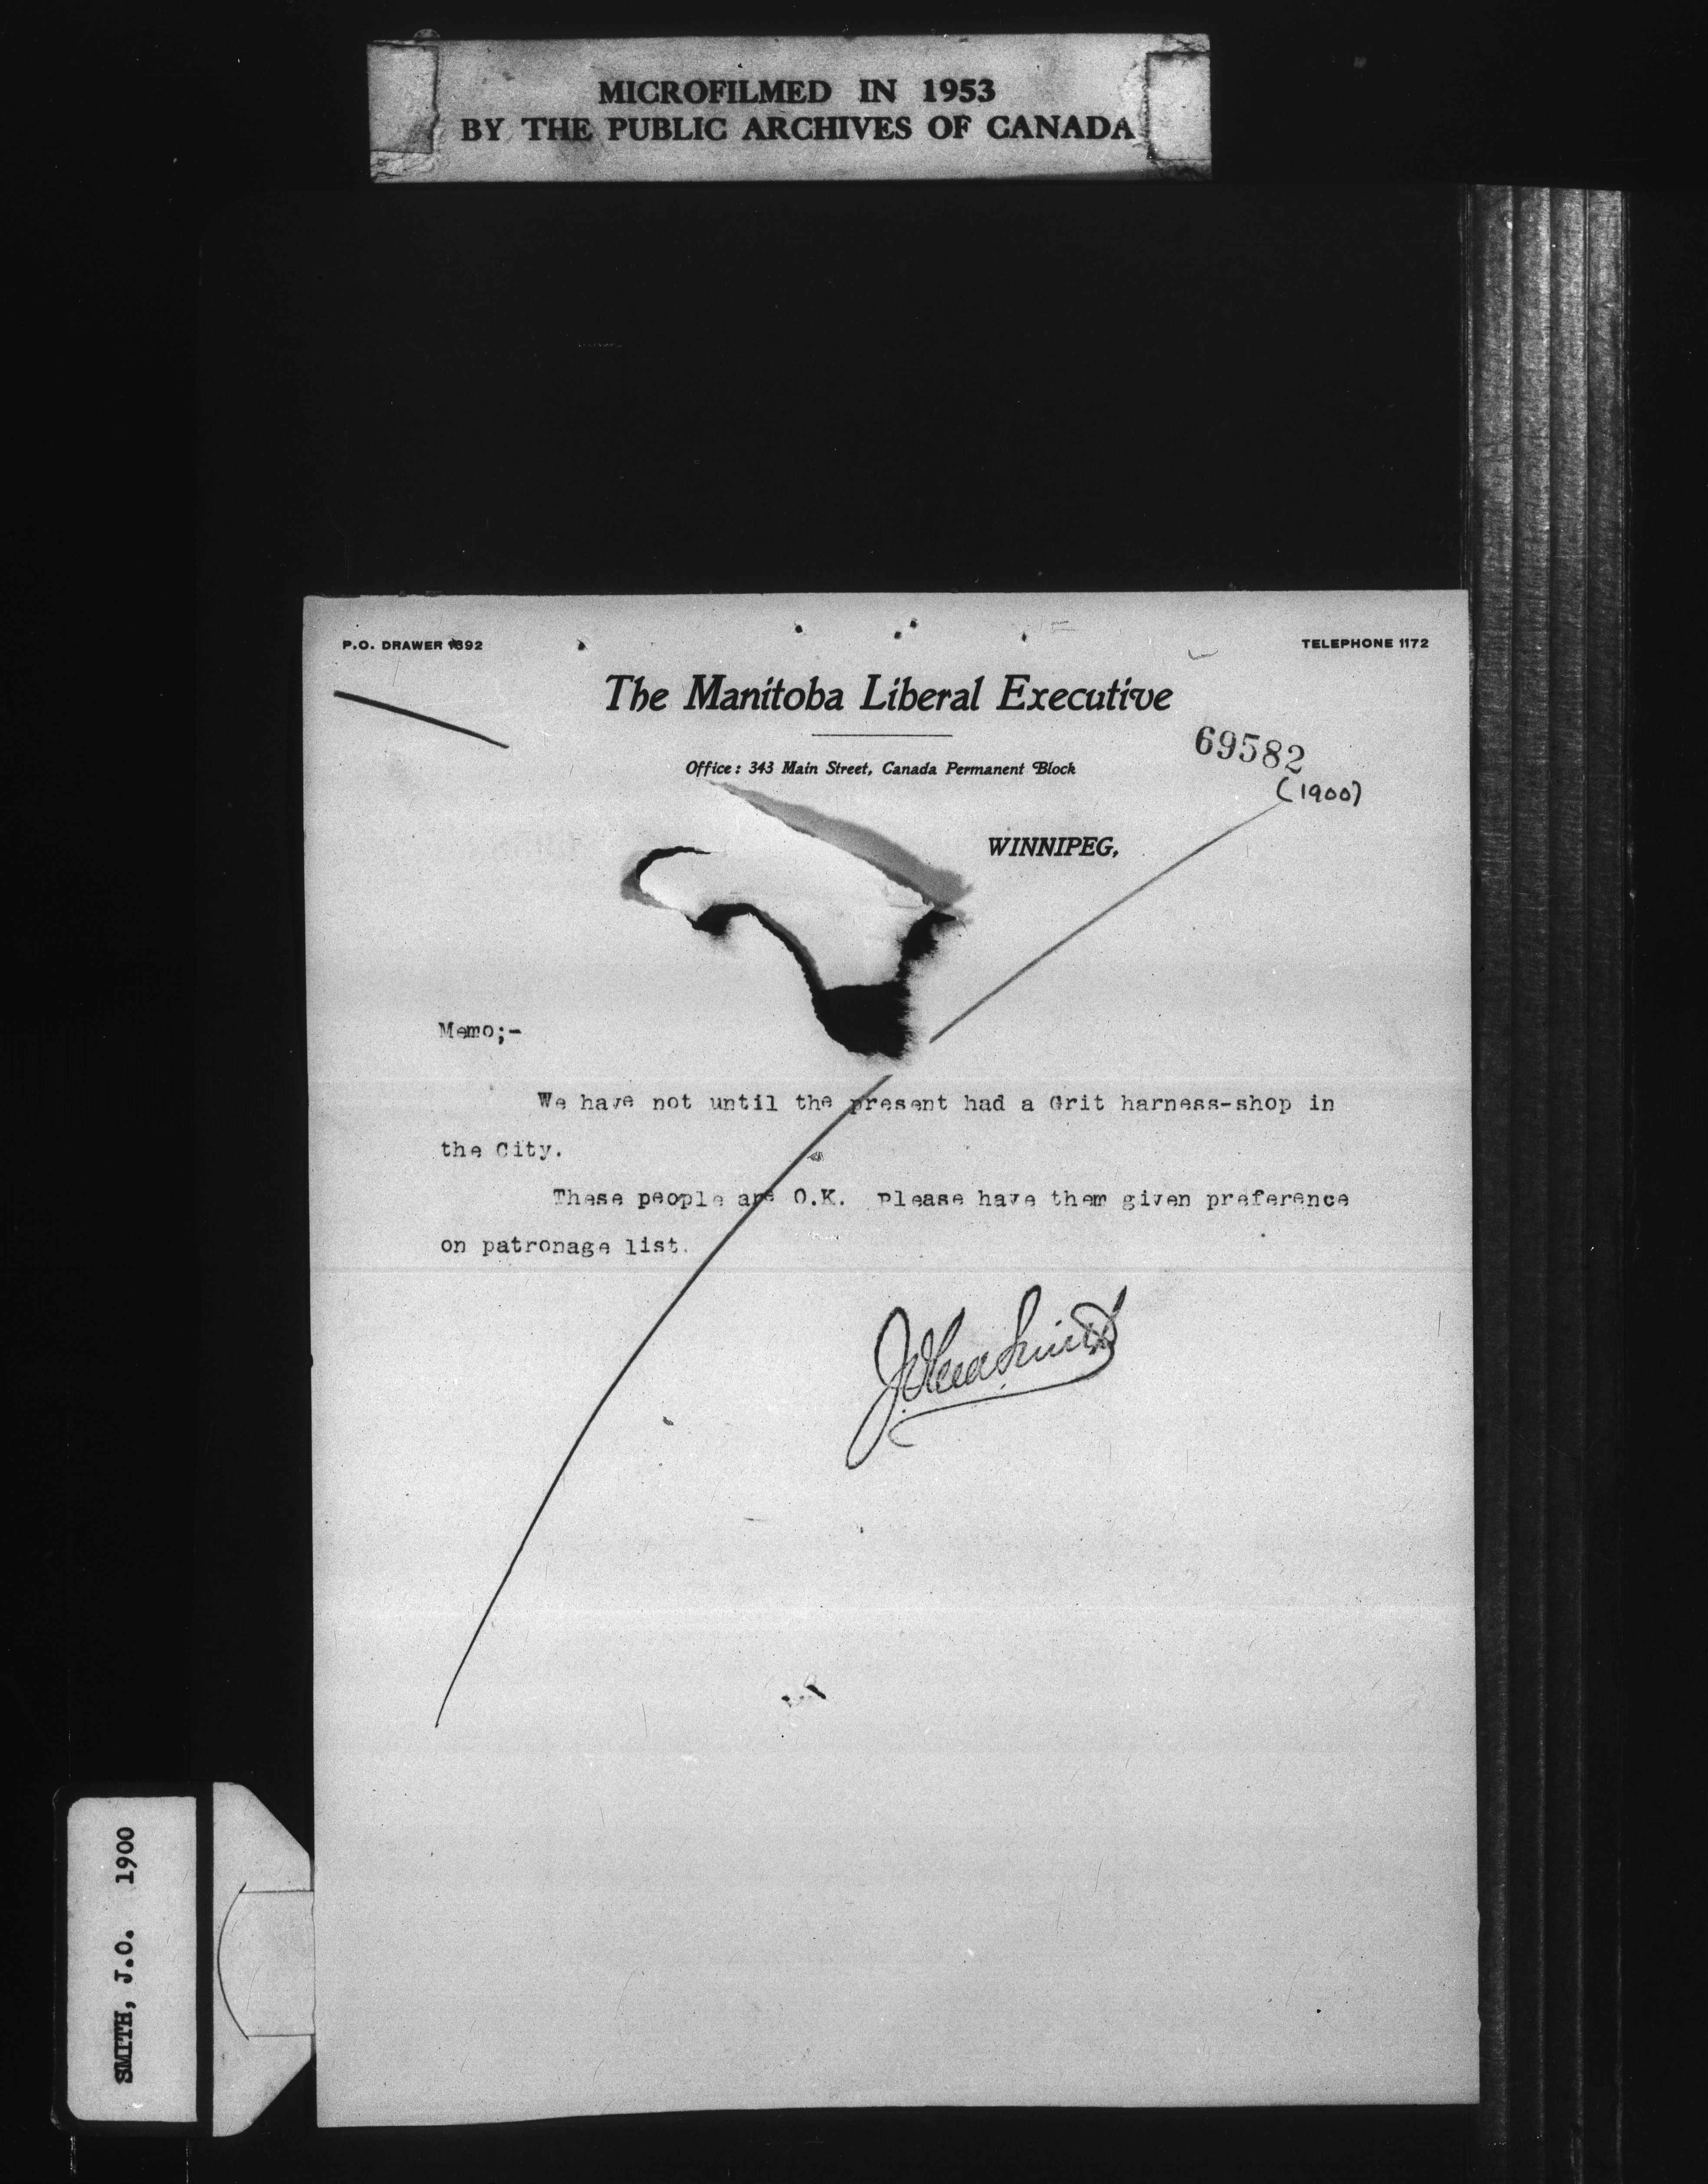 MICROFILMED IN 1953
BY THE PUBLIC ARCHIVES OF CANADA
P.O. DRAWER 1392
TELEPHONE 1172
The Manitoba Liberal Executive
69582
Office: 343 Main Street, Canada Permanent Block
(1900)
WINNIPEG,
Memo;-
We have not until the present had a Grit harness-shop in
the City.
These people are O.K. Please have them given preference
on patronage list.
SMITH, J.O. 1900